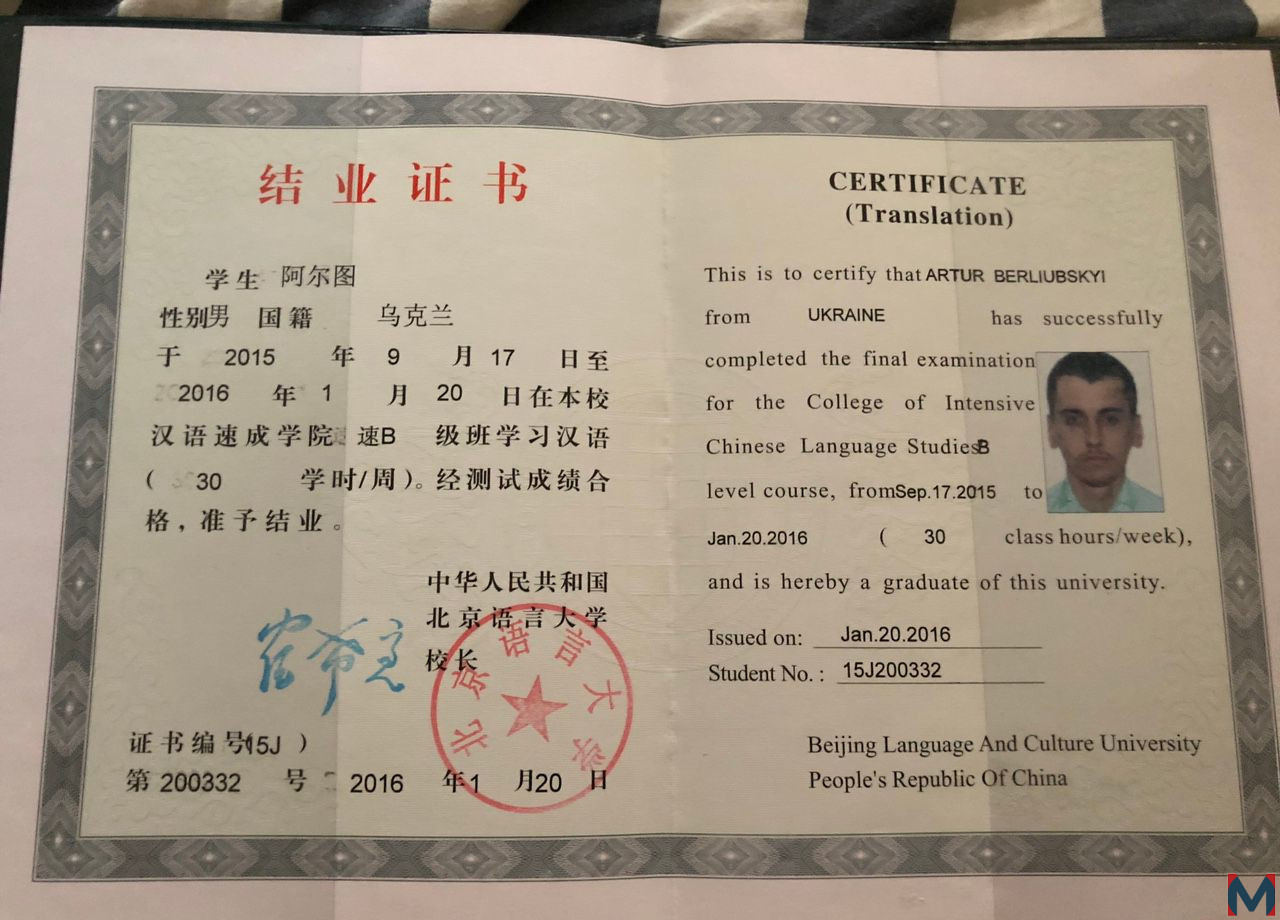 结业证书
学生 阿尔图
性别男 国籍 乌克兰
于 2015 年 9 月 17 日至
2016 年 1 月 20 日在本校
汉语速成学院 速B 级班学习汉语
( 30 学时/周)。经测试成绩合
格，准予结业。
中华人民共和国
北京语言大学
校长
北京语言大学
证书编号(15J )
第 200332 号 2016 年1 月20 日
CERTIFICATE
(Translation)
This is to certify that ARTUR BERLIUBSKYI
from UKRAINE has successfully
completed the final examination
for the College of Intensive
Chinese Language Studies B
level course, from Sep.17.2015 to
Jan.20.2016 ( 30 class hours/week),
and is hereby a graduate of this university.
Issued on: Jan.20.2016
Student No. : 15J200332
Beijing Language And Culture University
People's Republic Of China
M